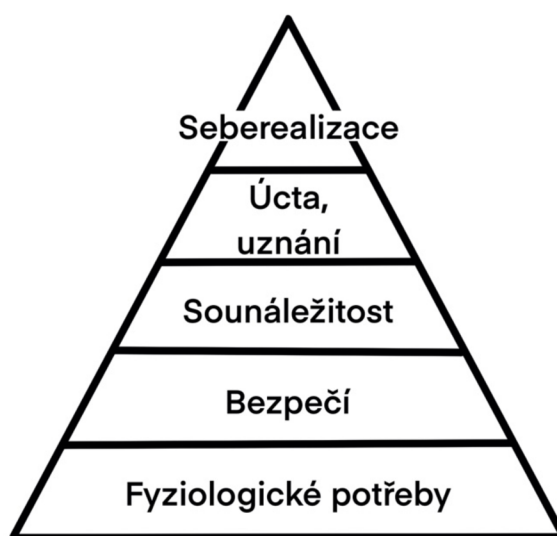 Seberealizace
Úcta,
uznání
Sounáležitost
Bezpečí
Fyziologické potřeby